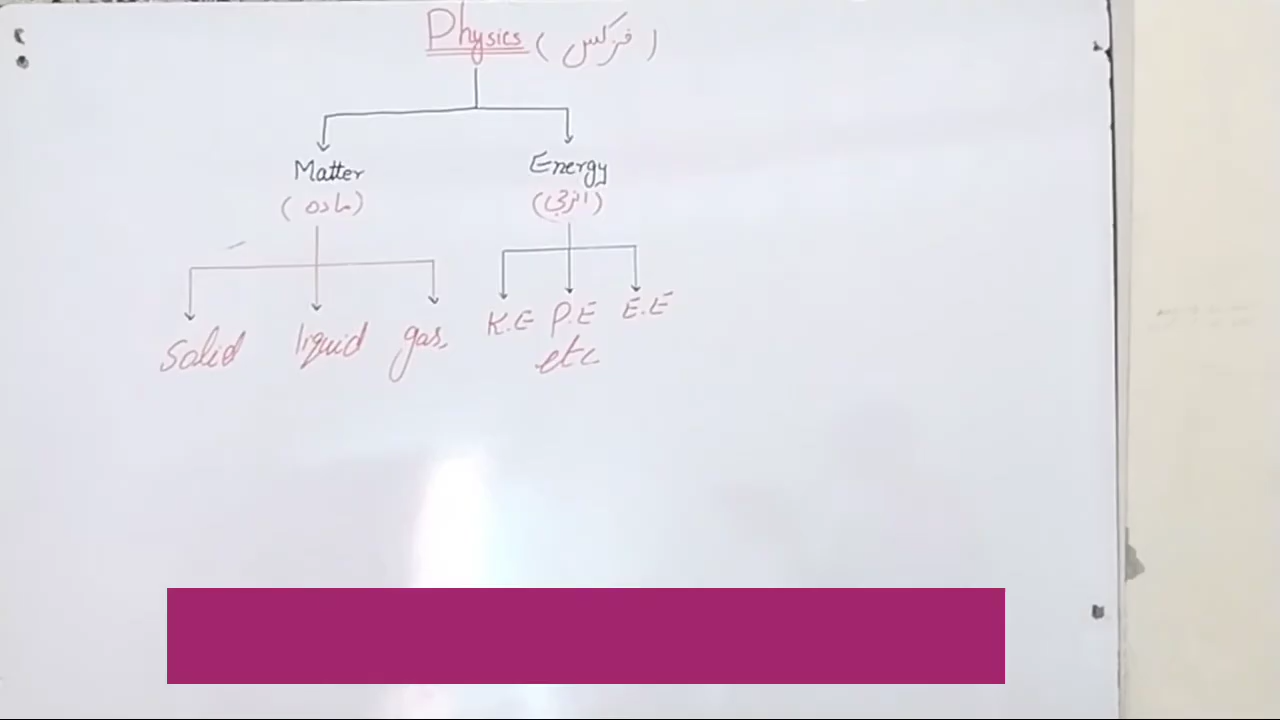 Physics (فزکس)
Matter Energy
(مادہ) (انرجی)
Solid liquid gas, K.E P.E E.E
etc